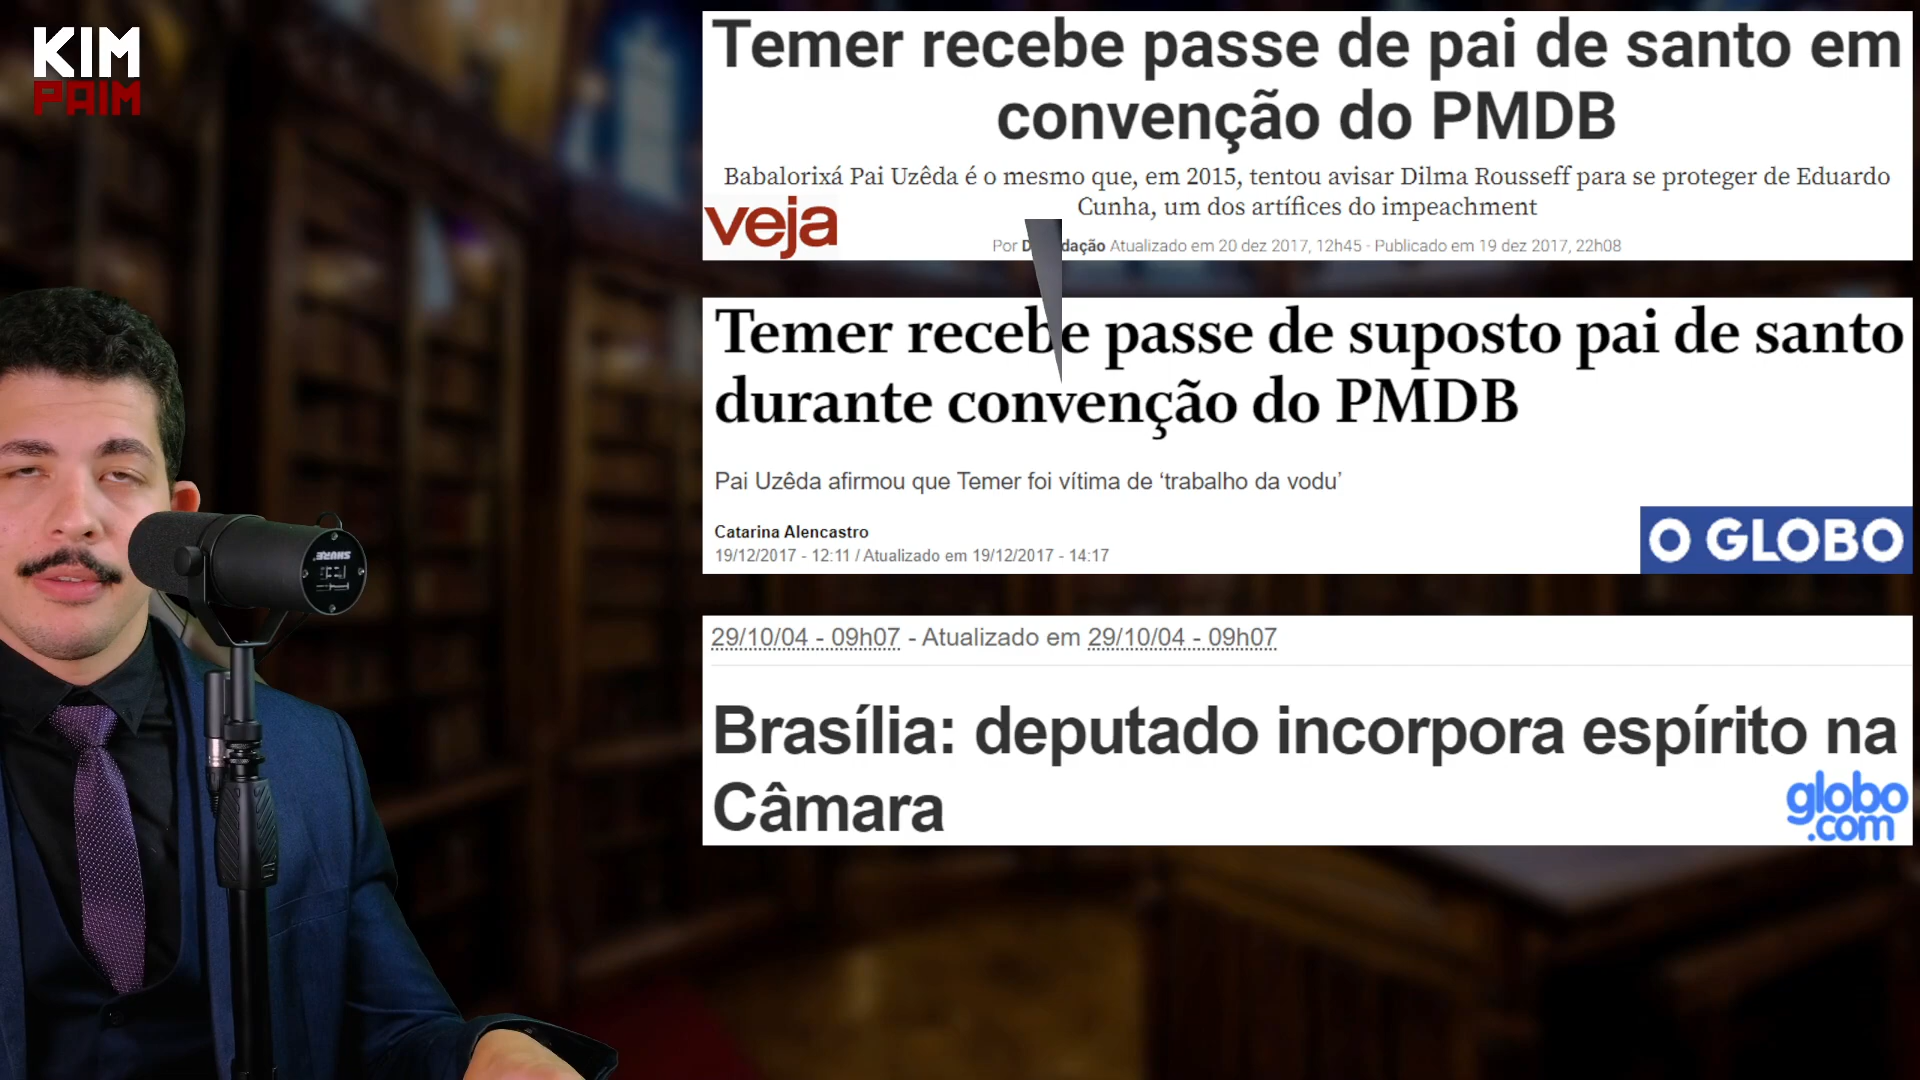 KIM
PAIM
Temer recebe passe de pai de santo em
convenção do PMDB
Babalorixá Pai Uzêda é o mesmo que, em 2015, tentou avisar Dilma Rousseff para se proteger de Eduardo
Cunha, um dos artífices do impeachment
veja
Por D dação Atualizado em 20 dez 2017, 12h45 - Publicado em 19 dez 2017, 22h08
Temer recebe passe de suposto pai de santo
durante convenção do PMDB
Pai Uzêda afirmou que Temer foi vítima de ‘trabalho da vodu’
Catarina Alencastro
19/12/2017 - 12:11 / Atualizado em 19/12/2017 - 14:17
O GLOBO
29/10/04 - 09h07 - Atualizado em 29/10/04 - 09h07
Brasília: deputado incorpora espírito na
Câmara
globo
.com
SHURE